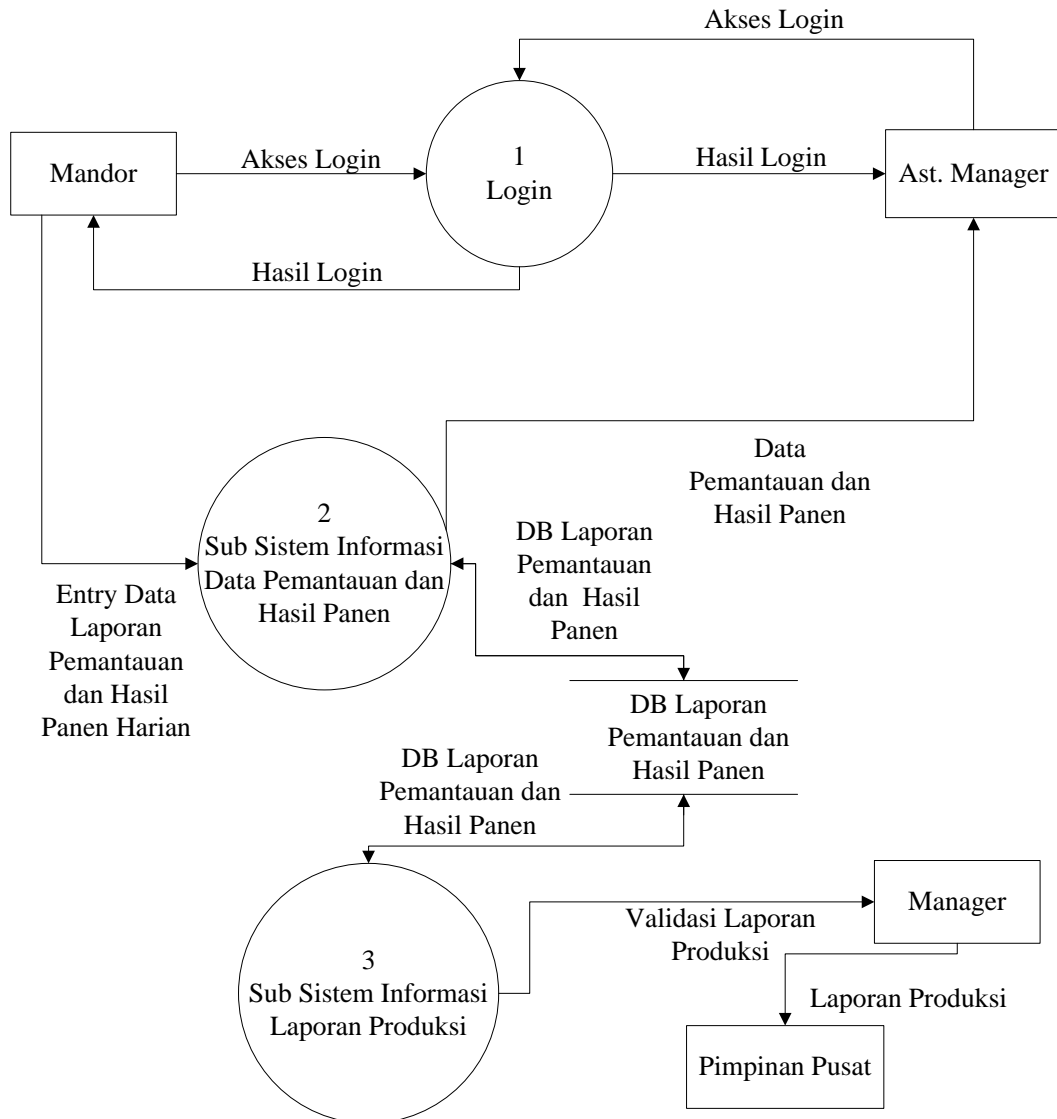 Akses Login
1
Login
Mandor
Akses Login
Hasil Login
Ast. Manager
Hasil Login
Data
Pemantauan dan
Hasil Panen
2
Sub Sistem Informasi
Data Pemantauan dan
Hasil Panen
DB Laporan
Pemantauan
dan Hasil
Panen
Entry Data
Laporan
Pemantauan
dan Hasil
Panen Harian
DB Laporan
Pemantauan dan
Hasil Panen
DB Laporan
Pemantauan dan
Hasil Panen
Manager
Validasi Laporan
Produksi
3
Sub Sistem Informasi
Laporan Produksi
Laporan Produksi
Pimpinan Pusat